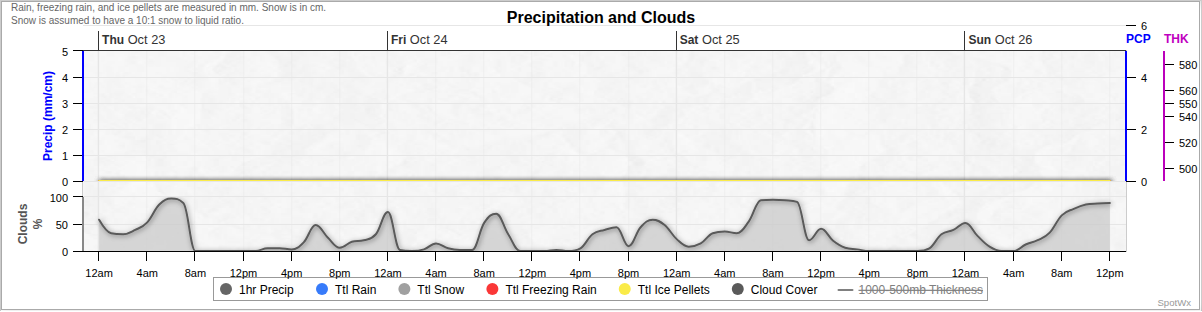 Rain, freezing rain, and ice pellets are measured in mm. Snow is in cm.
Snow is assumed to have a 10:1 snow to liquid ratio.
Precipitation and Clouds
Thu Oct 23
Fri Oct 24
Sat Oct 25
Sun Oct 26
PCP
THK
Precip (mm/cm)
5
4
3
2
1
0
6
4
2
0
580
560
550
540
520
500
Clouds
%
100
50
0
12am 4am 8am 12pm 4pm 8pm 12am 4am 8am 12pm 4pm 8pm 12am 4am 8am 12pm 4pm 8pm 12am 4am 8am 12pm
1hr Precip Ttl Rain Ttl Snow Ttl Freezing Rain Ttl Ice Pellets Cloud Cover 1000-500mb Thickness
SpotWx